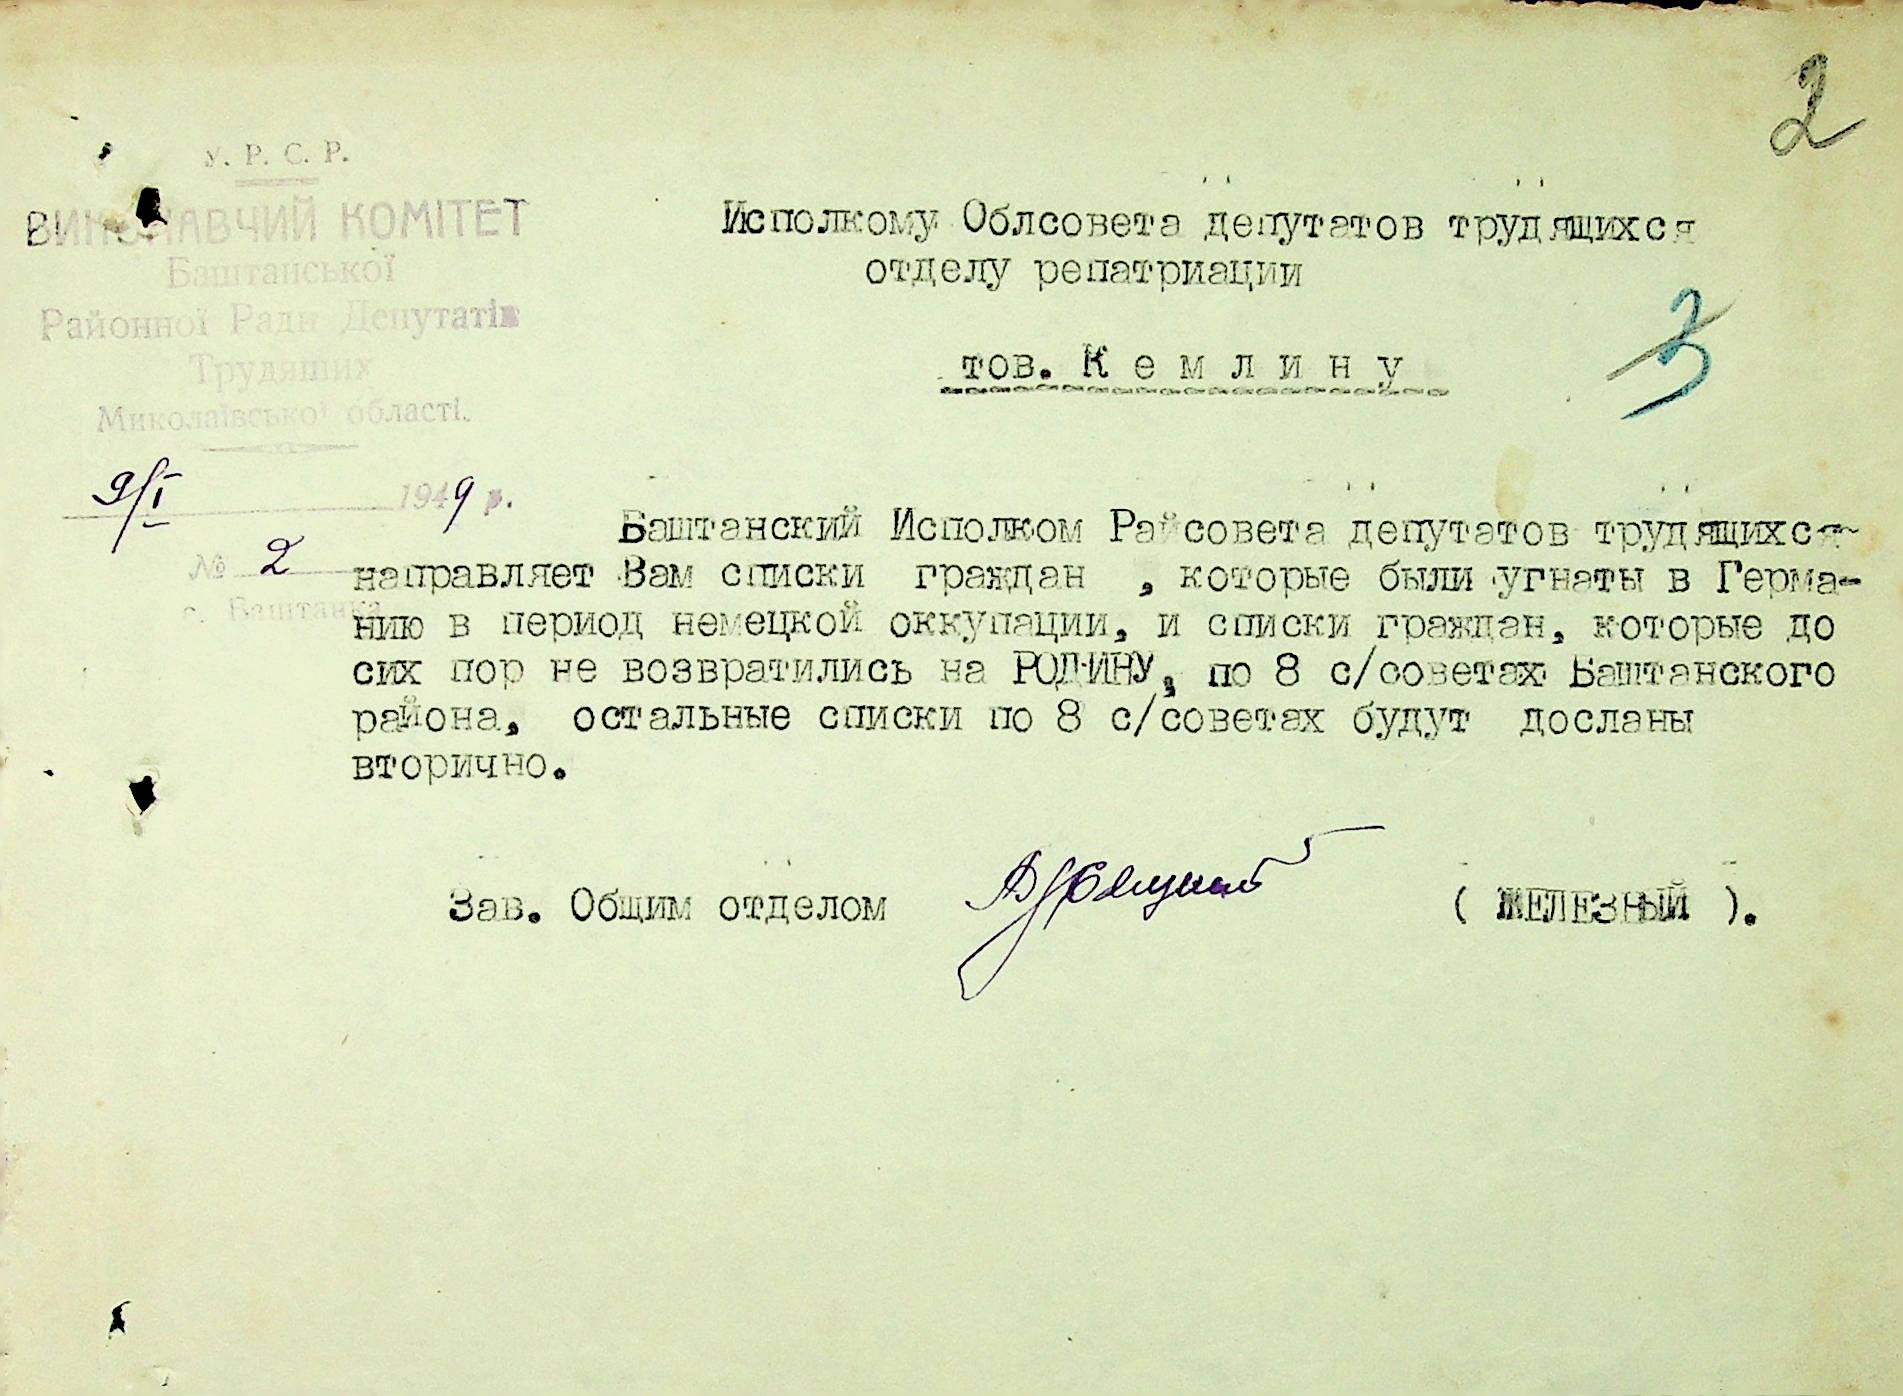 2
У. Р. С. Р.
ВИКОНАВЧИЙ КОМІТЕТ
Баштанської
Районної Ради Депутатів
Трудящих
Миколаївської області.
9/I 1949 р.
№ 2
с. Баштанка
Исполкому Облсовета депутатов трудящихся
отделу репатриации
тов. Кемлину
3
Баштанский Исполком Райсовета депутатов трудящихся
направляет Вам списки граждан , которые были угнаты в Герма-
нию в период немецкой оккупации, и списки граждан, которые до
сих пор не возвратились на РОДИНУ, по 8 с/советах Баштанского
района, остальные списки по 8 с/советах будут досланы
вторично.
Зав. Общим отделом
( ЖЕЛЕЗНЫЙ ).